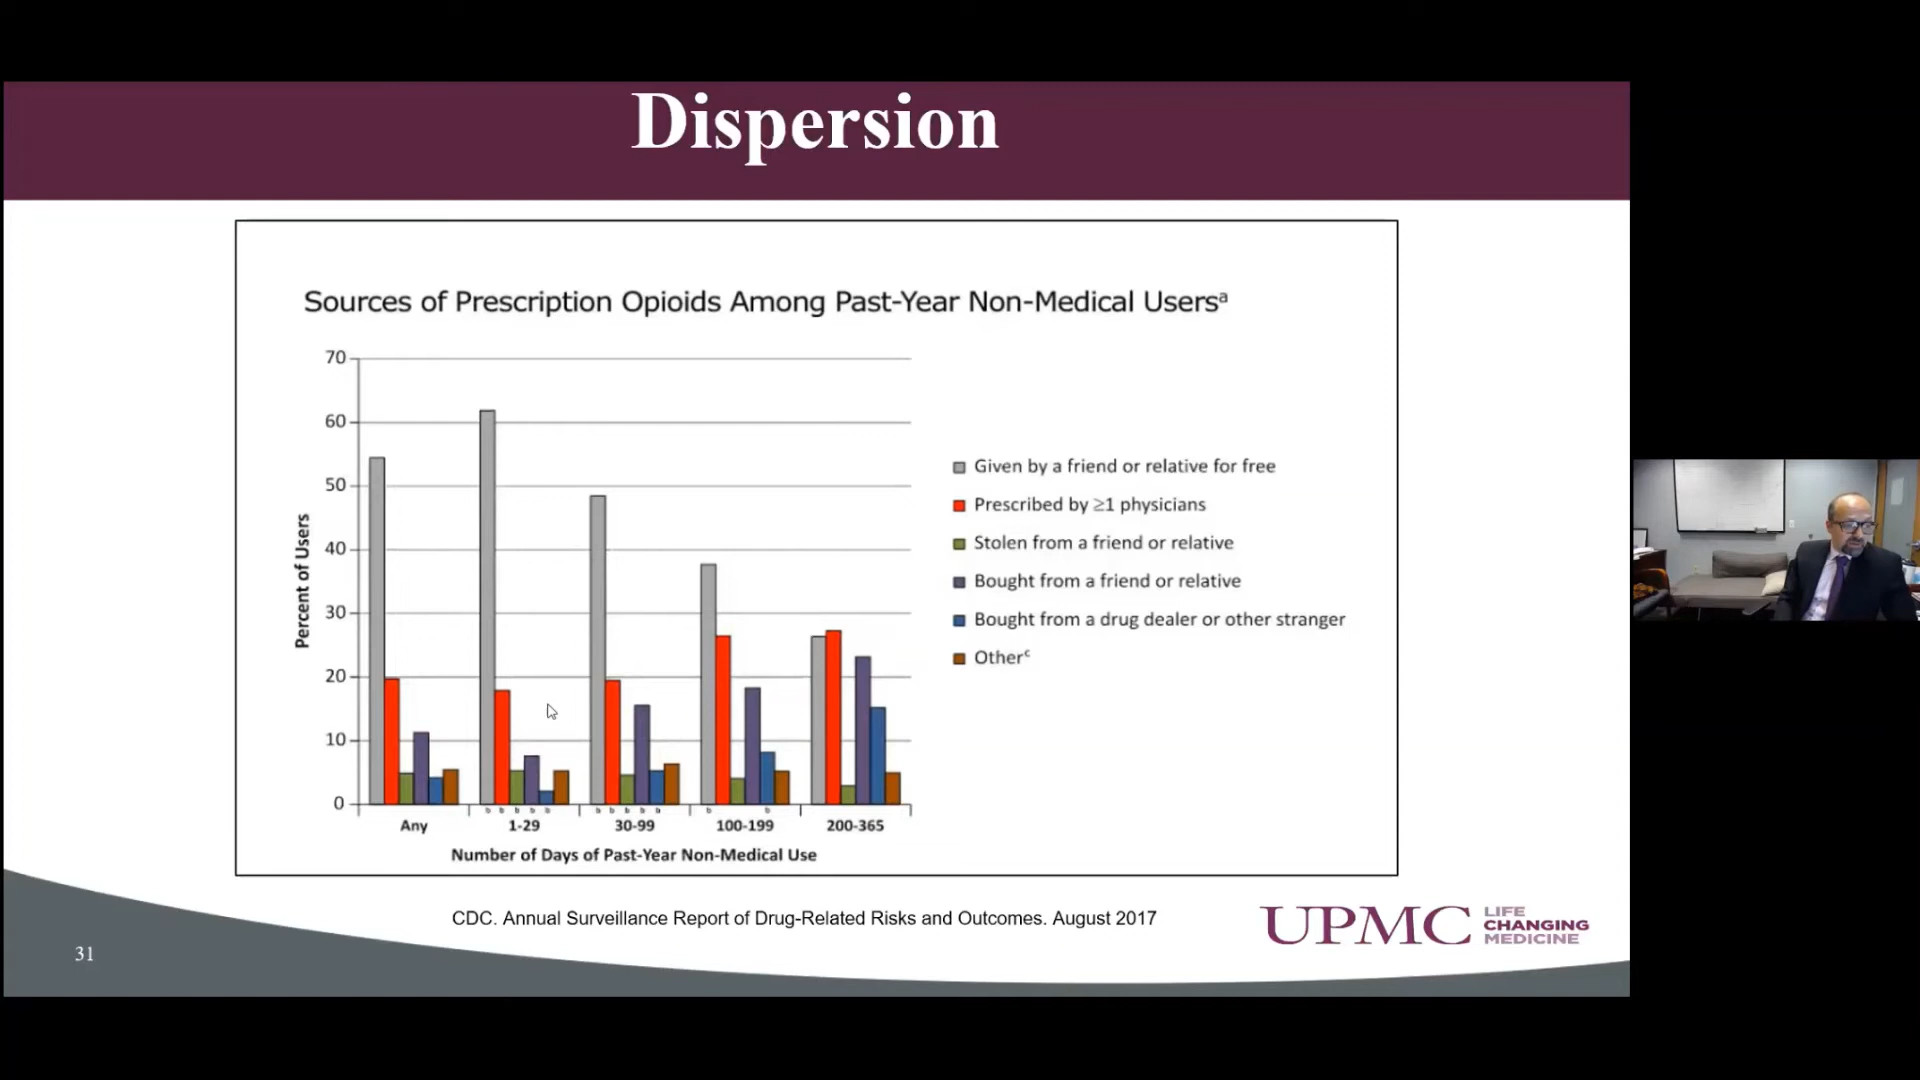 Dispersion
Sources of Prescription Opioids Among Past-Year Non-Medical Usersᵃ
70
60
50
40
30
20
10
0
Percent of Users
b b b b b
b b b b b
b b
Any 1-29 30-99 100-199 200-365
Number of Days of Past-Year Non-Medical Use
Given by a friend or relative for free
Prescribed by ≥1 physicians
Stolen from a friend or relative
Bought from a friend or relative
Bought from a drug dealer or other stranger
Otherᶜ
CDC. Annual Surveillance Report of Drug-Related Risks and Outcomes. August 2017
UPMC
LIFE
CHANGING
MEDICINE
31